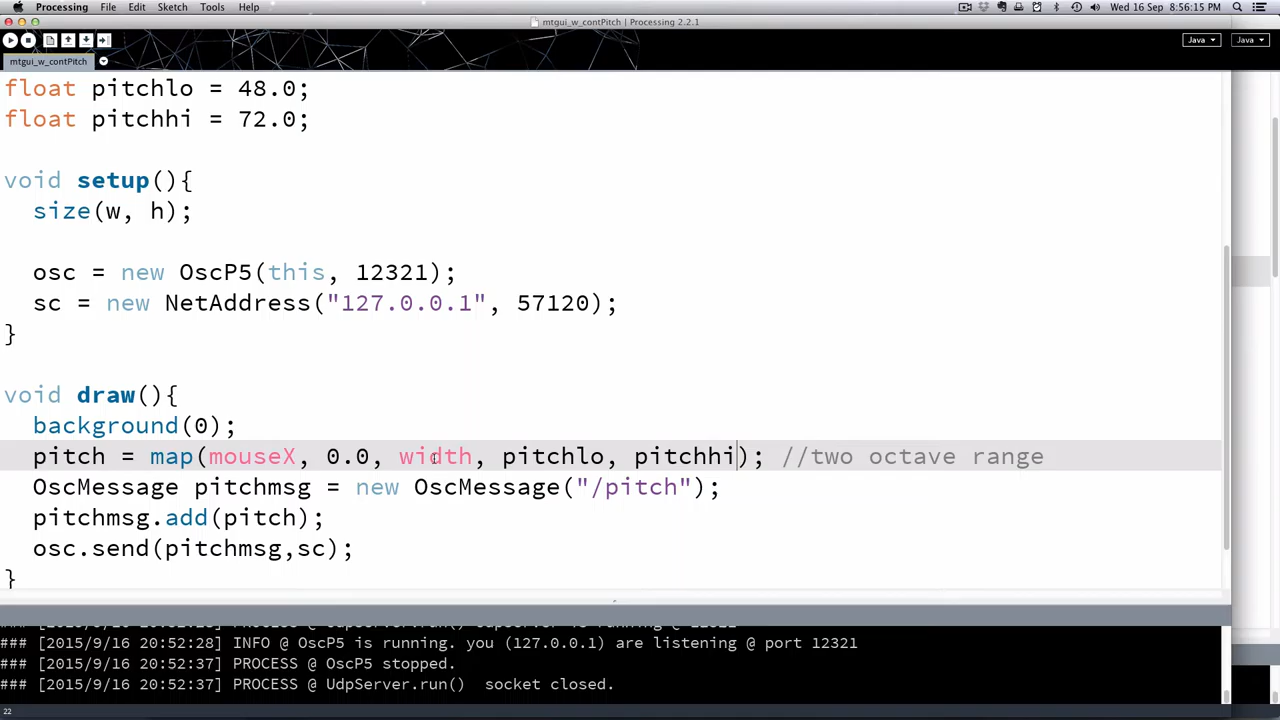 Processing File Edit Sketch Tools Help Wed 16 Sep 8:56:15 PM
mtgui_w_contPitch | Processing 2.2.1
Java Java
mtgui_w_contPitch
float pitchlo = 48.0;
float pitchhi = 72.0;
void setup(){
size(w, h);
osc = new OscP5(this, 12321);
sc = new NetAddress("127.0.0.1", 57120);
}
void draw(){
background(0);
pitch = map(mouseX, 0.0, width, pitchlo, pitchhi); //two octave range
OscMessage pitchmsg = new OscMessage("/pitch");
pitchmsg.add(pitch);
osc.send(pitchmsg,sc);
}
### [2015/9/16 20:52:28] INFO @ OscP5 is running. you (127.0.0.1) are listening @ port 12321
### [2015/9/16 20:52:37] PROCESS @ OscP5 stopped.
### [2015/9/16 20:52:37] PROCESS @ UdpServer.run() socket closed.
22